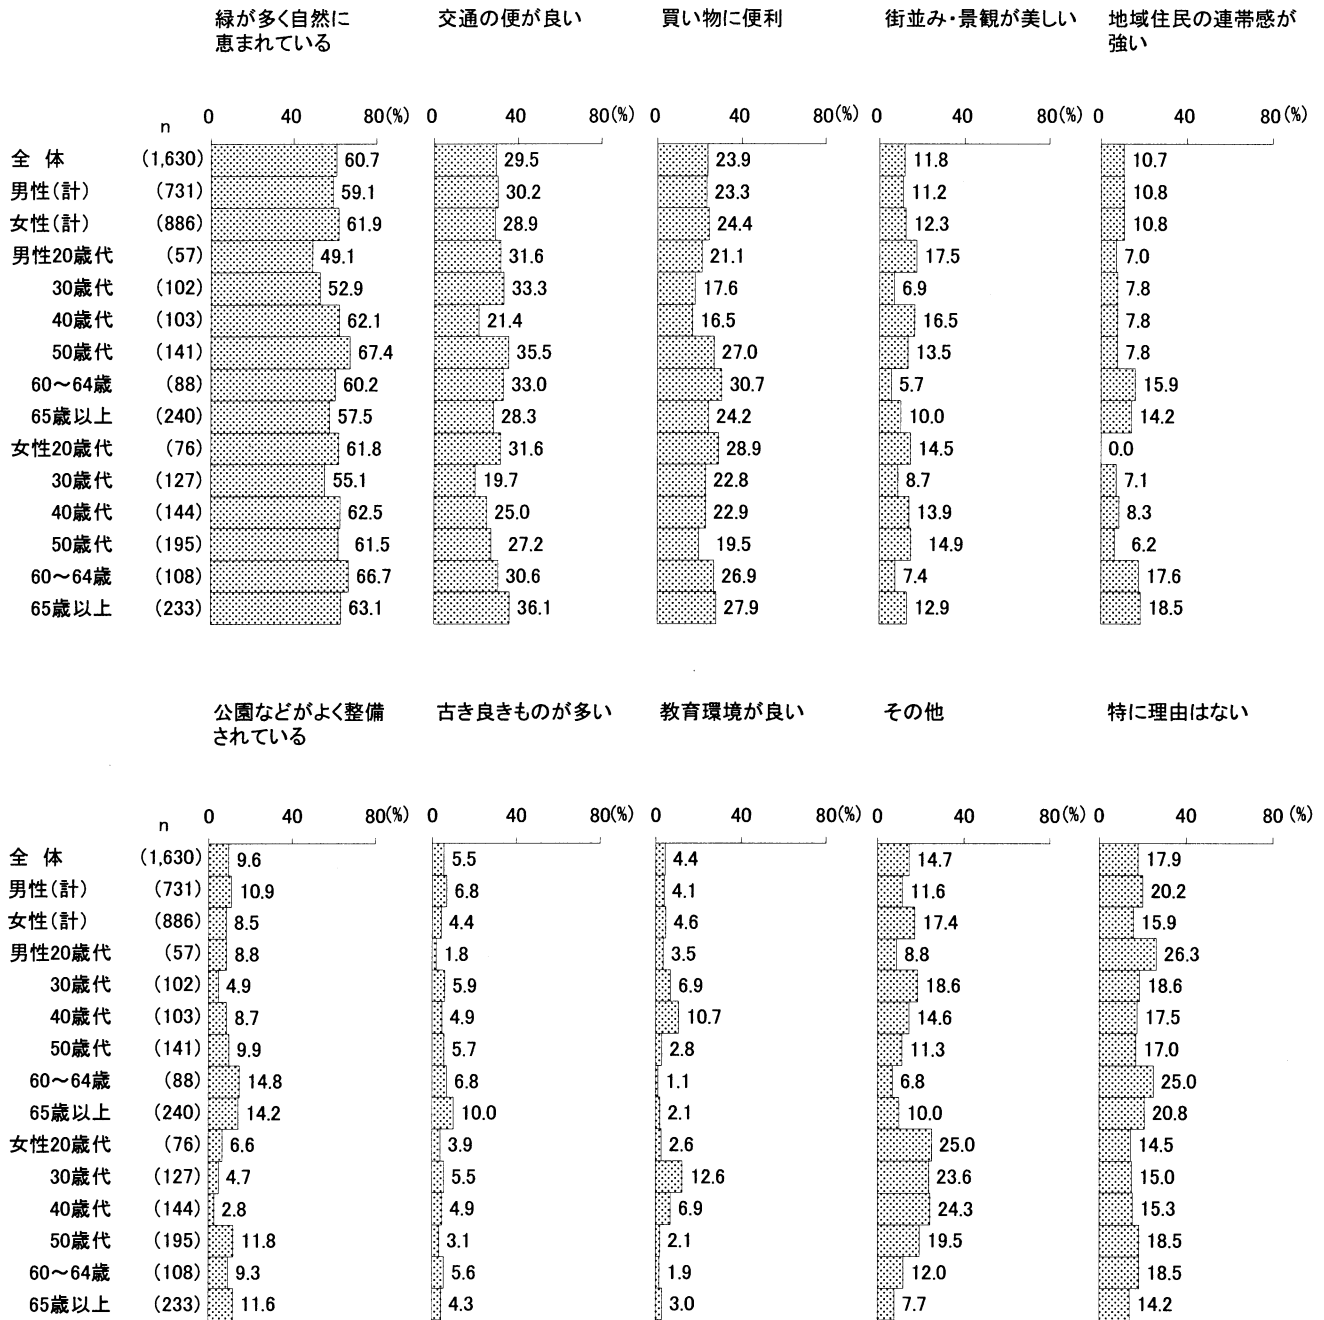 緑が多く自然に 交通の便が良い 買い物に便利 街並み・景観が美しい 地域住民の連帯感が
恵まれている 強い
n 0 40 80(%) 0 40 80(%) 0 40 80(%) 0 40 80(%) 0 40 80(%)
全 体 (1,630) 60.7 29.5 23.9 11.8 10.7
男性(計) (731) 59.1 30.2 23.3 11.2 10.8
女性(計) (886) 61.9 28.9 24.4 12.3 10.8
男性20歳代 (57) 49.1 31.6 21.1 17.5 7.0
30歳代 (102) 52.9 33.3 17.6 6.9 7.8
40歳代 (103) 62.1 21.4 16.5 16.5 7.8
50歳代 (141) 67.4 35.5 27.0 13.5 7.8
60~64歳 (88) 60.2 33.0 30.7 5.7 15.9
65歳以上 (240) 57.5 28.3 24.2 10.0 14.2
女性20歳代 (76) 61.8 31.6 28.9 14.5 0.0
30歳代 (127) 55.1 19.7 22.8 8.7 7.1
40歳代 (144) 62.5 25.0 22.9 13.9 8.3
50歳代 (195) 61.5 27.2 19.5 14.9 6.2
60~64歳 (108) 66.7 30.6 26.9 7.4 17.6
65歳以上 (233) 63.1 36.1 27.9 12.9 18.5
公園などがよく整備 古き良きものが多い 教育環境が良い その他 特に理由はない
されている
n 0 40 80(%) 0 40 80(%) 0 40 80(%) 0 40 80(%) 0 40 80(%)
全 体 (1,630) 9.6 5.5 4.4 14.7 17.9
男性(計) (731) 10.9 6.8 4.1 11.6 20.2
女性(計) (886) 8.5 4.4 4.6 17.4 15.9
男性20歳代 (57) 8.8 1.8 3.5 8.8 26.3
30歳代 (102) 4.9 5.9 6.9 18.6 18.6
40歳代 (103) 8.7 4.9 10.7 14.6 17.5
50歳代 (141) 9.9 5.7 2.8 11.3 17.0
60~64歳 (88) 14.8 6.8 1.1 6.8 25.0
65歳以上 (240) 14.2 10.0 2.1 10.0 20.8
女性20歳代 (76) 6.6 3.9 2.6 25.0 14.5
30歳代 (127) 4.7 5.5 12.6 23.6 15.0
40歳代 (144) 2.8 4.9 6.9 24.3 15.3
50歳代 (195) 11.8 3.1 2.1 19.5 18.5
60~64歳 (108) 9.3 5.6 1.9 12.0 18.5
65歳以上 (233) 11.6 4.3 3.0 7.7 14.2